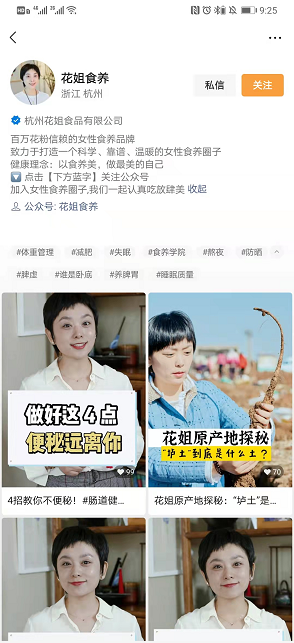 9:25
花姐食养
浙江 杭州
私信
关注
杭州花姐食品有限公司
百万花粉信赖的女性食养品牌
致力于打造一个科学、靠谱、温暖的女性食养圈子
健康理念：以食养美，做最美的自己
点击【下方蓝字】关注公众号
加入女性食养圈子,我们一起认真吃放肆美 收起
公众号: 花姐食养
#体重管理 #减肥 #失眠 #食养学院 #熬夜 #防晒
#脾虚 #谁是卧底 #养脾胃 #睡眠质量
做好这4点
便秘远离你
99
花姐原产地探秘
"垆土"到底是什么土?
70
4招教你不便秘！#肠道健...
花姐原产地探秘："垆土"是...